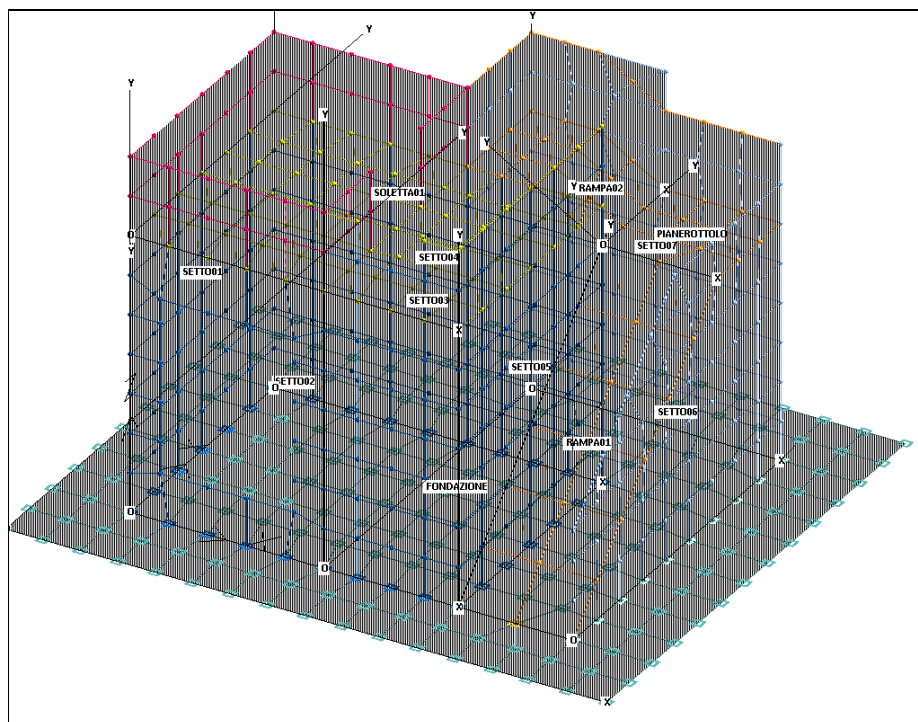 Y
Y
Y
Y
Y
Y
SOLETTA01
Y
RAMPA02
X
Y
O
Y
SETTO01
SETTO04
Y
O
SETTO07
PIANEROTTOLO
X
SETTO03
X
SETTO05
SETTO02
O
O
SETTO06
RAMPA01
X
X
FONDAZIONE
O
O
X
O
X